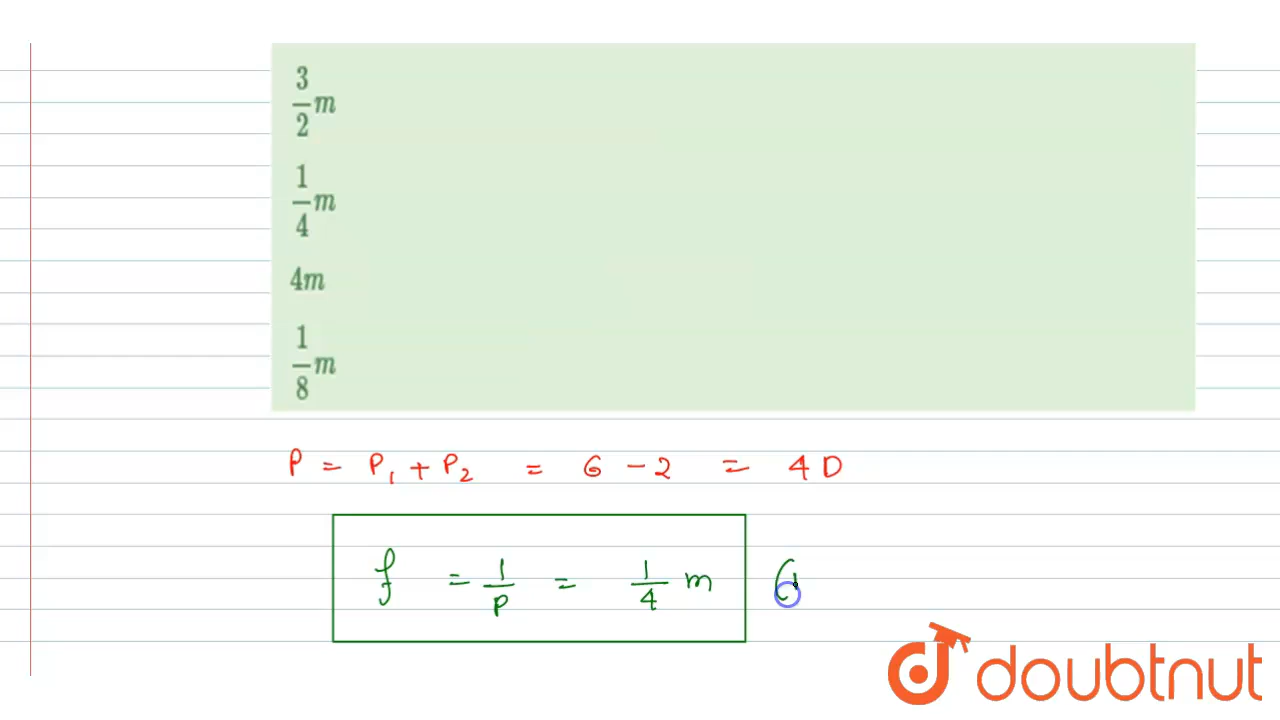 3/2 m
1/4 m
4m
1/8 m
P = P₁ + P₂ = 6 - 2 = 4 D
f = 1/P = 1/4 m (
doubtnut